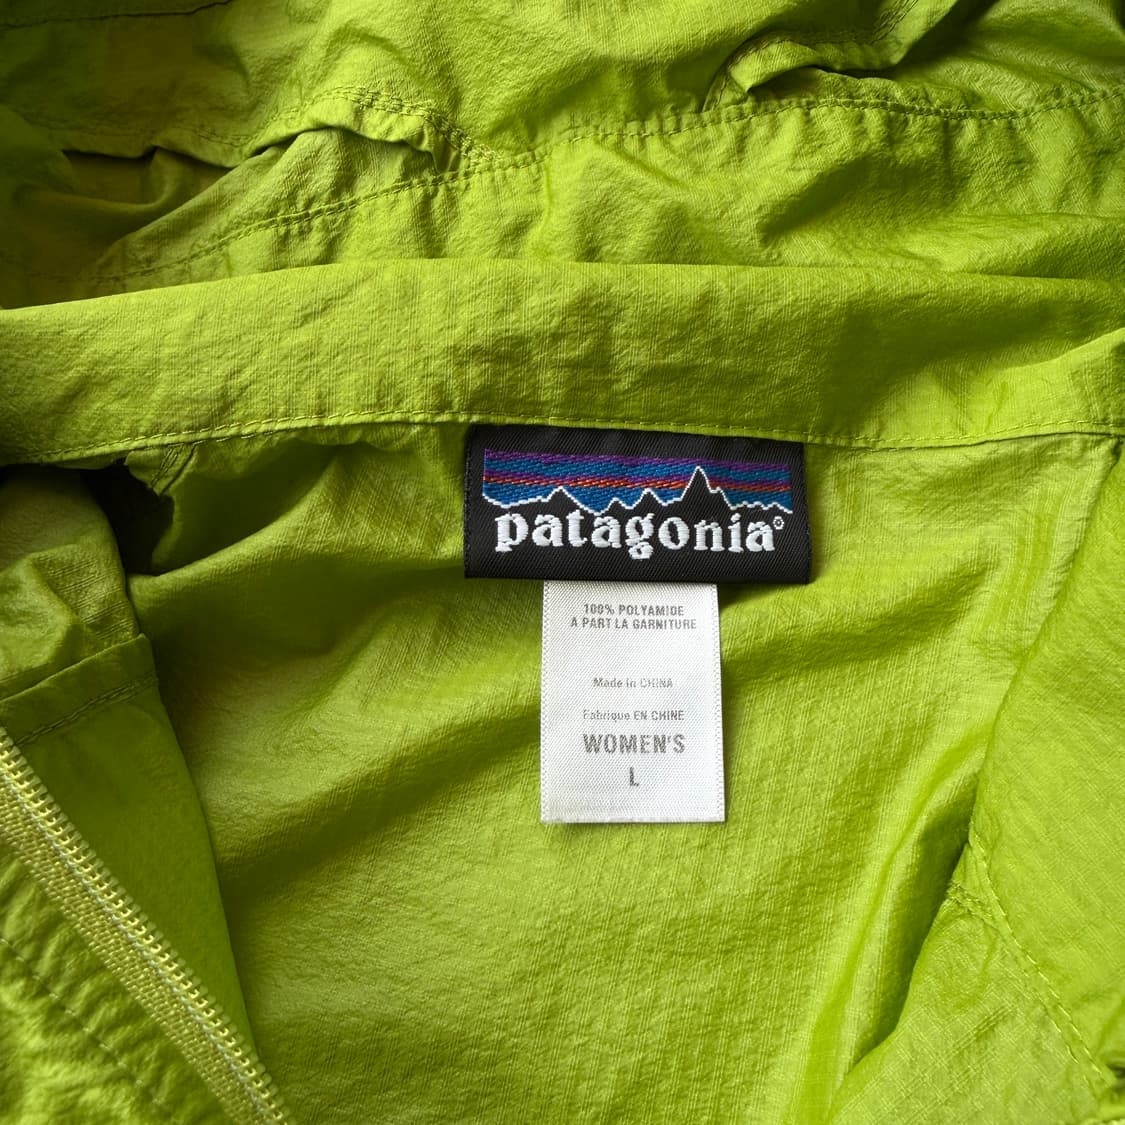 patagonia®
100% POLYAMIDE
A PART LA GARNITURE
Made in CHINA
Fabrique EN CHINE
WOMEN'S
L